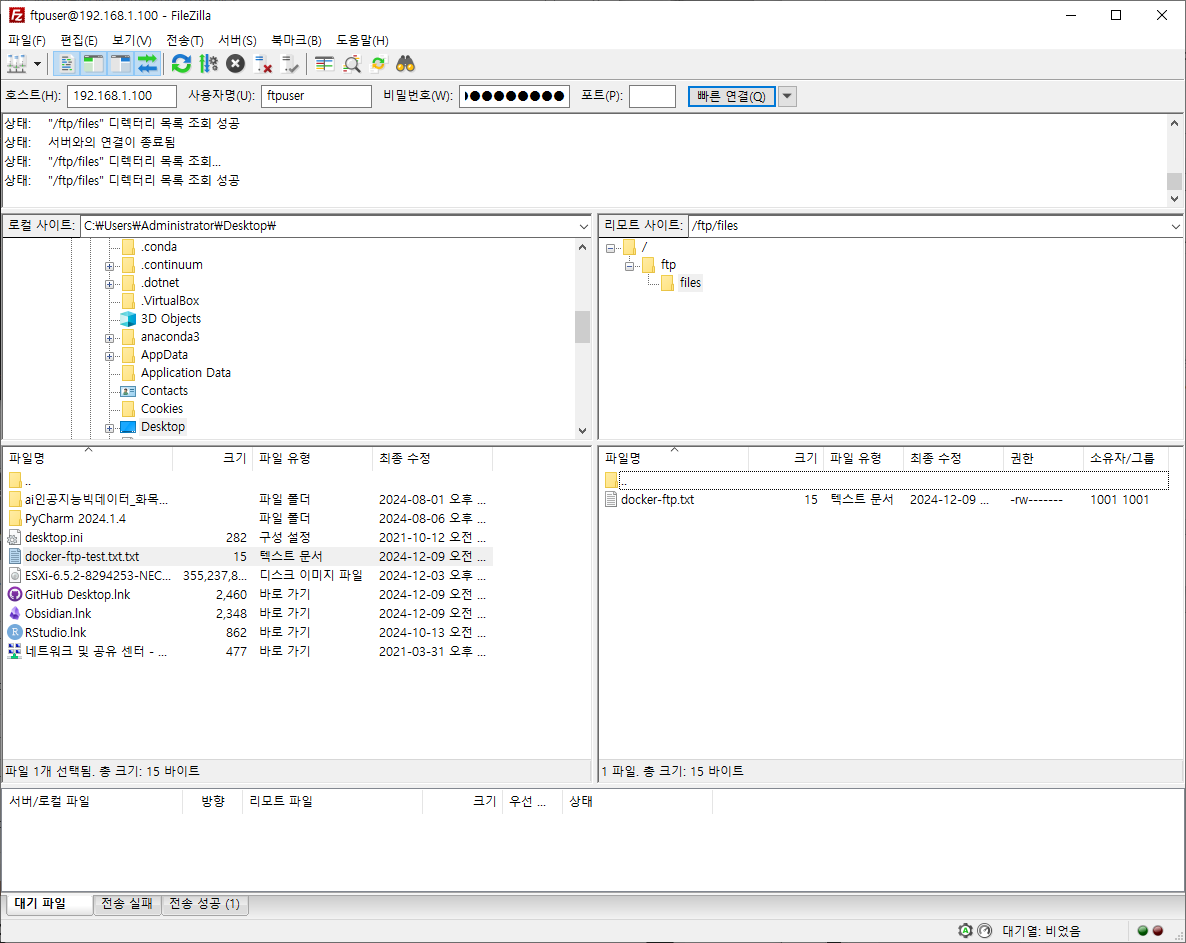 ftpuser@192.168.1.100 - FileZilla
파일(F) 편집(E) 보기(V) 전송(T) 서버(S) 북마크(B) 도움말(H)
호스트(H): 192.168.1.100 사용자명(U): ftpuser 비밀번호(W): ●●●●●●●●● 포트(P): 빠른 연결(Q)
상태: "/ftp/files" 디렉터리 목록 조회 성공
상태: 서버와의 연결이 종료됨
상태: "/ftp/files" 디렉터리 목록 조회...
상태: "/ftp/files" 디렉터리 목록 조회 성공
로컬 사이트: C:₩Users₩Administrator₩Desktop₩
.conda
.continuum
.dotnet
.VirtualBox
3D Objects
anaconda3
AppData
Application Data
Contacts
Cookies
Desktop
리모트 사이트: /ftp/files
/
ftp
files
파일명 크기 파일 유형 최종 수정
..
ai인공지능빅데이터_화목... 파일 폴더 2024-08-01 오후 ...
PyCharm 2024.1.4 파일 폴더 2024-08-06 오후 ...
desktop.ini 282 구성 설정 2021-10-12 오전 ...
docker-ftp-test.txt.txt 15 텍스트 문서 2024-12-09 오전 ...
ESXi-6.5.2-8294253-NEC... 355,237,8... 디스크 이미지 파일 2024-12-03 오후 ...
GitHub Desktop.lnk 2,460 바로 가기 2024-12-09 오전 ...
Obsidian.lnk 2,348 바로 가기 2024-12-09 오전 ...
RStudio.lnk 862 바로 가기 2024-10-13 오전 ...
네트워크 및 공유 센터 - ... 477 바로 가기 2021-03-31 오후 ...
파일 1개 선택됨. 총 크기: 15 바이트
파일명 크기 파일 유형 최종 수정 권한 소유자/그룹
..
docker-ftp.txt 15 텍스트 문서 2024-12-09 ... -rw------- 1001 1001
1 파일. 총 크기: 15 바이트
서버/로컬 파일 방향 리모트 파일 크기 우선 ... 상태
대기 파일 전송 실패 전송 성공 (1)
대기열: 비었음